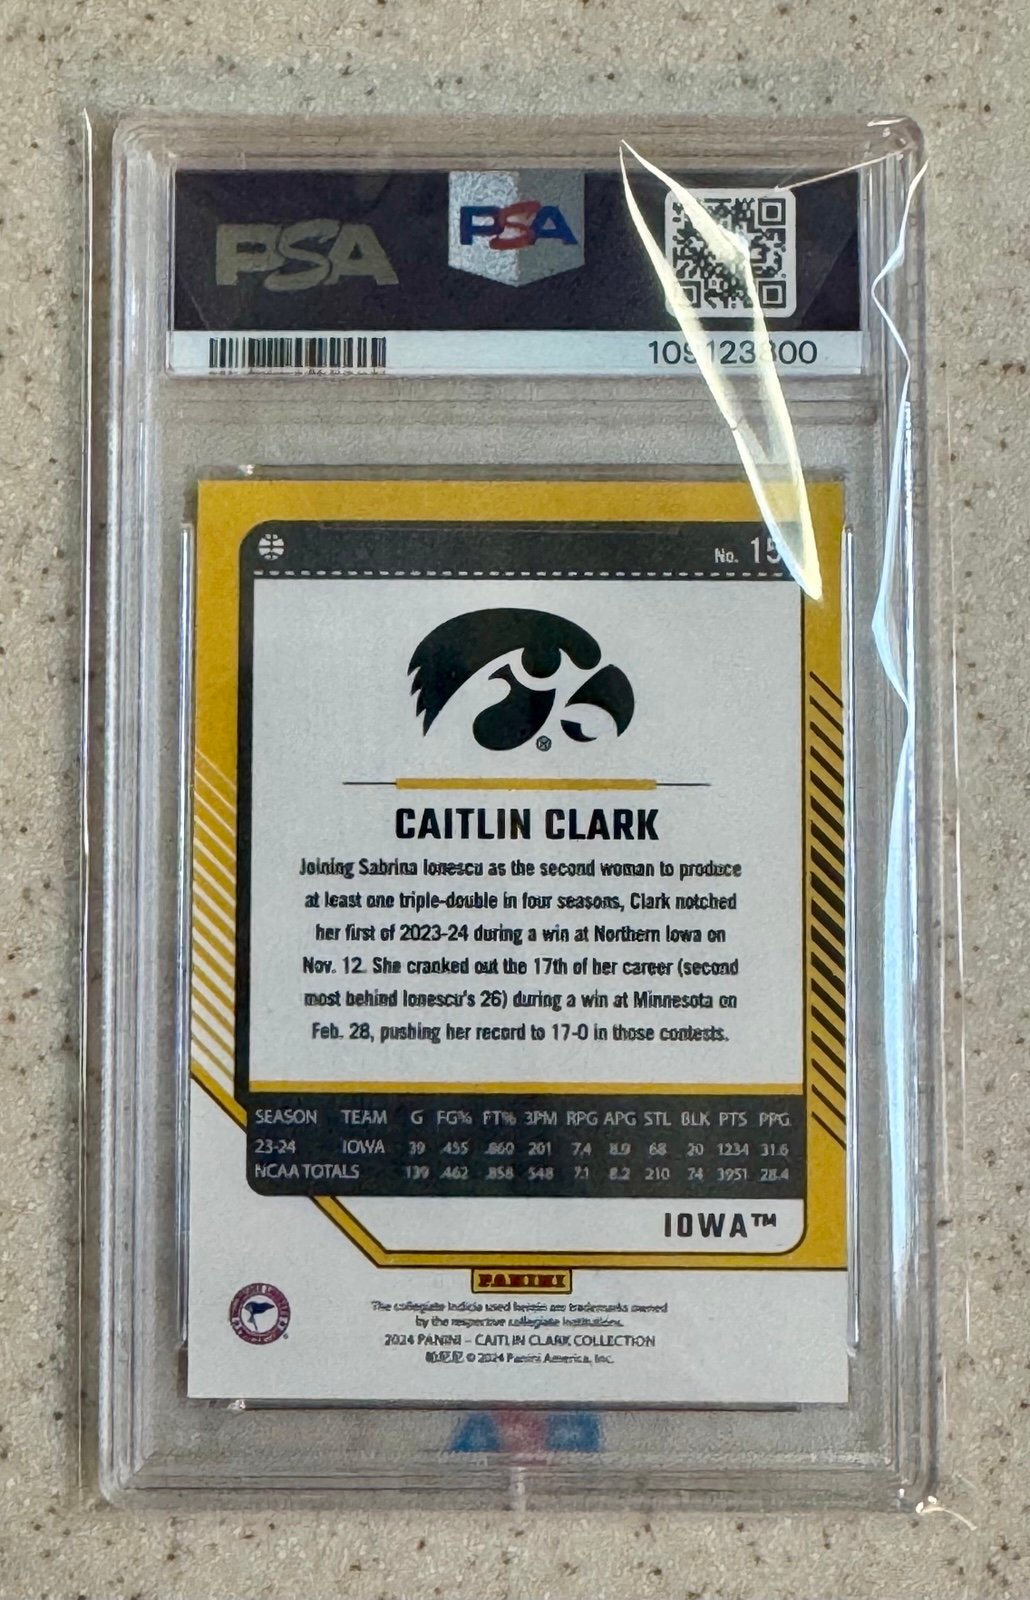 PSA
PSA
109123800
No. 15
CAITLIN CLARK
Joining Sabrina Ionescu as the second woman to produce
at least one triple-double in four seasons, Clark notched
her first of 2023-24 during a win at Northern Iowa on
Nov. 12. She cranked out the 17th of her career (second
most behind Ionescu's 26) during a win at Minnesota on
Feb. 28, pushing her record to 17-0 in those contests.
SEASON TEAM G FG% FT% 3PM RPG APG STL BLK PTS PPG
23-24 IOWA 39 .455 .860 201 7.4 8.9 68 20 1234 31.6
NCAA TOTALS 139 .462 .858 548 7.1 8.2 210 74 3951 28.4
IOWA™
PANINI
The collegiate indicia used herein are trademarks owned
by the respective collegiate institutions.
2024 PANINI – CAITLIN CLARK COLLECTION
© 2024 Panini America, Inc.